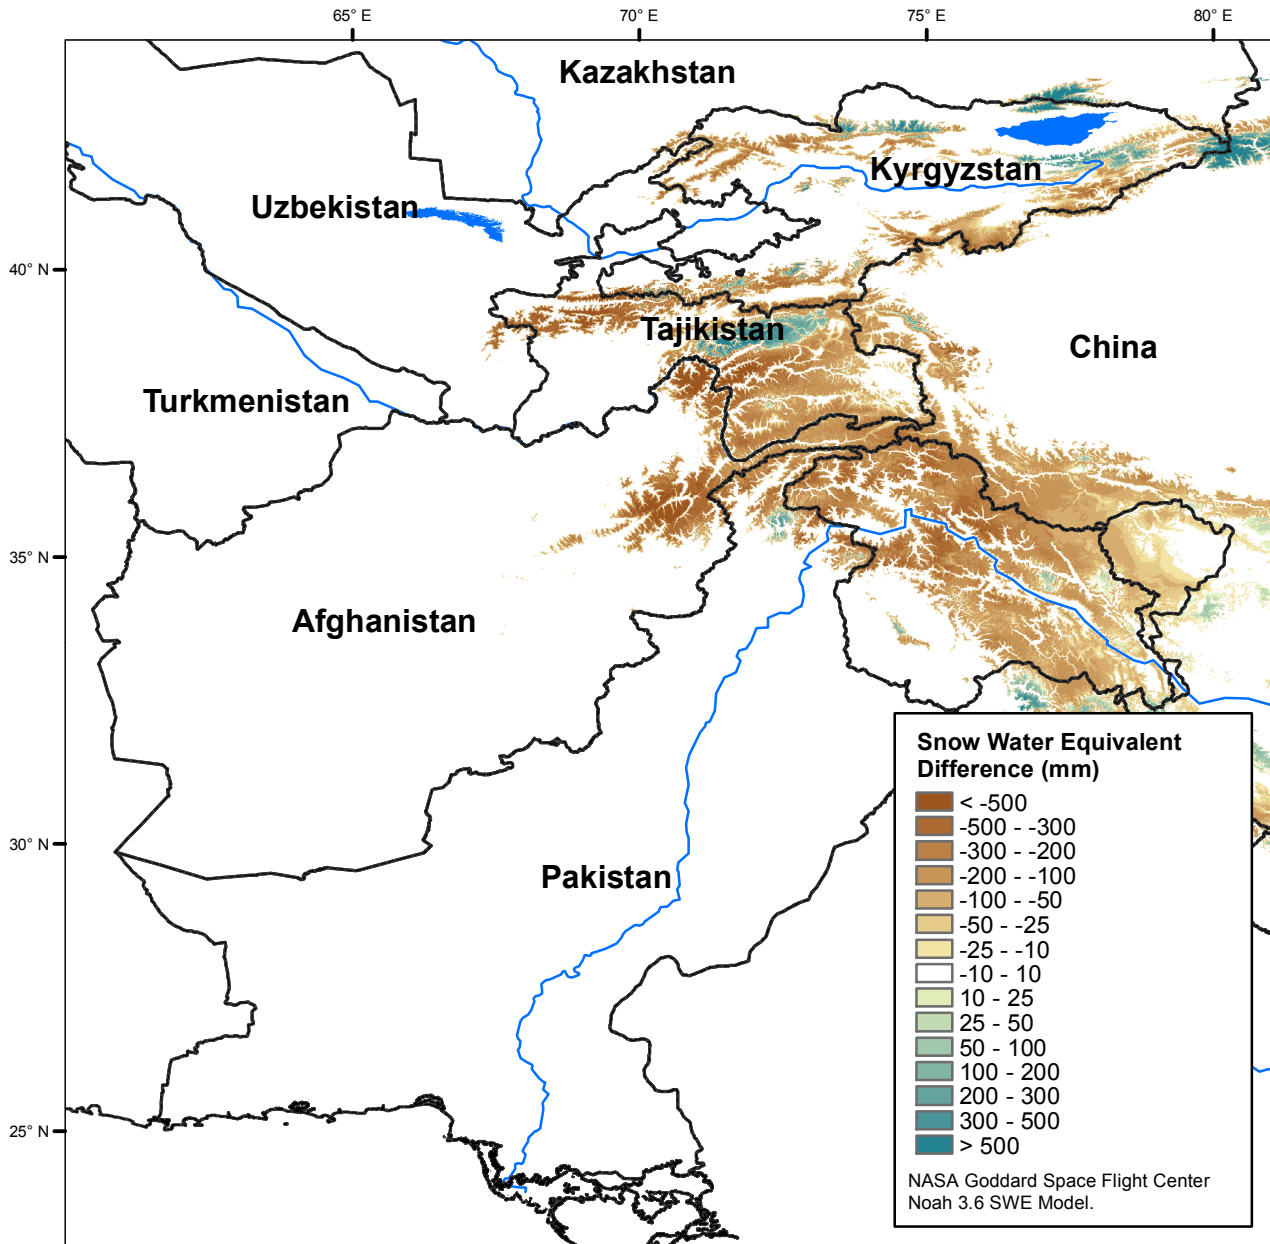 65° E
70° E
75° E
80° E
Kazakhstan
Kyrgyzstan
Uzbekistan
40° N
Tajikistan
China
Turkmenistan
35° N
Afghanistan
30° N
Pakistan
25° N
Snow Water Equivalent
Difference (mm)
< -500
-500 - -300
-300 - -200
-200 - -100
-100 - -50
-50 - -25
-25 - -10
-10 - 10
10 - 25
25 - 50
50 - 100
100 - 200
200 - 300
300 - 500
> 500
NASA Goddard Space Flight Center
Noah 3.6 SWE Model.